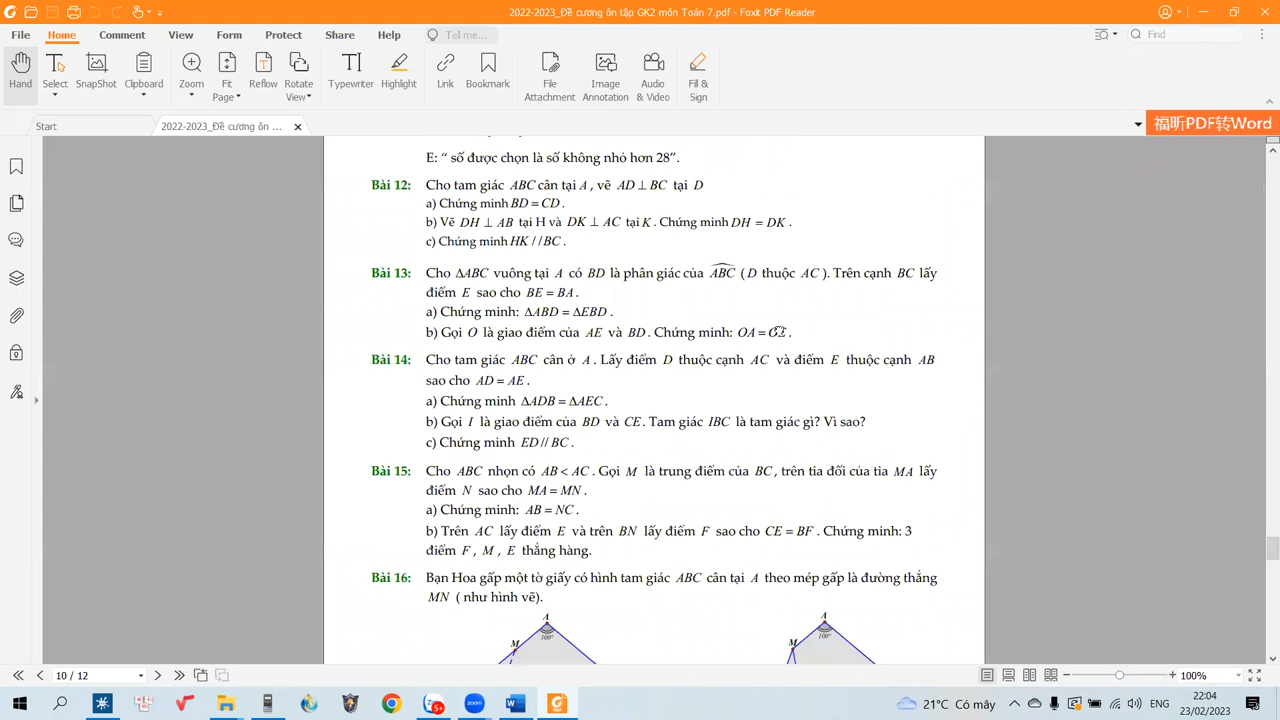 2022-2023_Đề cương ôn tập GK2 môn Toán 7.pdf - Foxit PDF Reader
File Home Comment View Form Protect Share Help Tell me... Find
Hand Select SnapShot Clipboard Zoom Fit Page Reflow Rotate View Typewriter Highlight Link Bookmark File Attachment Image Annotation Audio & Video Fill & Sign
Start 2022-2023_Đề cương ôn ... 福昕PDF转Word
E: “ số được chọn là số không nhỏ hơn 28”.
Bài 12: Cho tam giác ABC cân tại A , vẽ AD ⊥ BC tại D
a) Chứng minh BD = CD .
b) Vẽ DH ⊥ AB tại H và DK ⊥ AC tại K . Chứng minh DH = DK .
c) Chứng minh HK // BC .
Bài 13: Cho ΔABC vuông tại A có BD là phân giác của ABC ( D thuộc AC ). Trên cạnh BC lấy
điểm E sao cho BE = BA .
a) Chứng minh: ΔABD = ΔEBD .
b) Gọi O là giao điểm của AE và BD . Chứng minh: OA = OE .
Bài 14: Cho tam giác ABC cân ở A . Lấy điểm D thuộc cạnh AC và điểm E thuộc cạnh AB
sao cho AD = AE .
a) Chứng minh ΔADB = ΔAEC .
b) Gọi I là giao điểm của BD và CE . Tam giác IBC là tam giác gì? Vì sao?
c) Chứng minh ED // BC .
Bài 15: Cho ABC nhọn có AB < AC . Gọi M là trung điểm của BC , trên tia đối của tia MA lấy
điểm N sao cho MA = MN .
a) Chứng minh: AB = NC .
b) Trên AC lấy điểm E và trên BN lấy điểm F sao cho CE = BF . Chứng minh: 3
điểm F , M , E thẳng hàng.
Bài 16: Bạn Hoa gấp một tờ giấy có hình tam giác ABC cân tại A theo mép gấp là đường thẳng
MN ( như hình vẽ).
A A
100° 100°
M M
10 / 12 100%
21°C Có mây ENG 22:04
23/02/2023